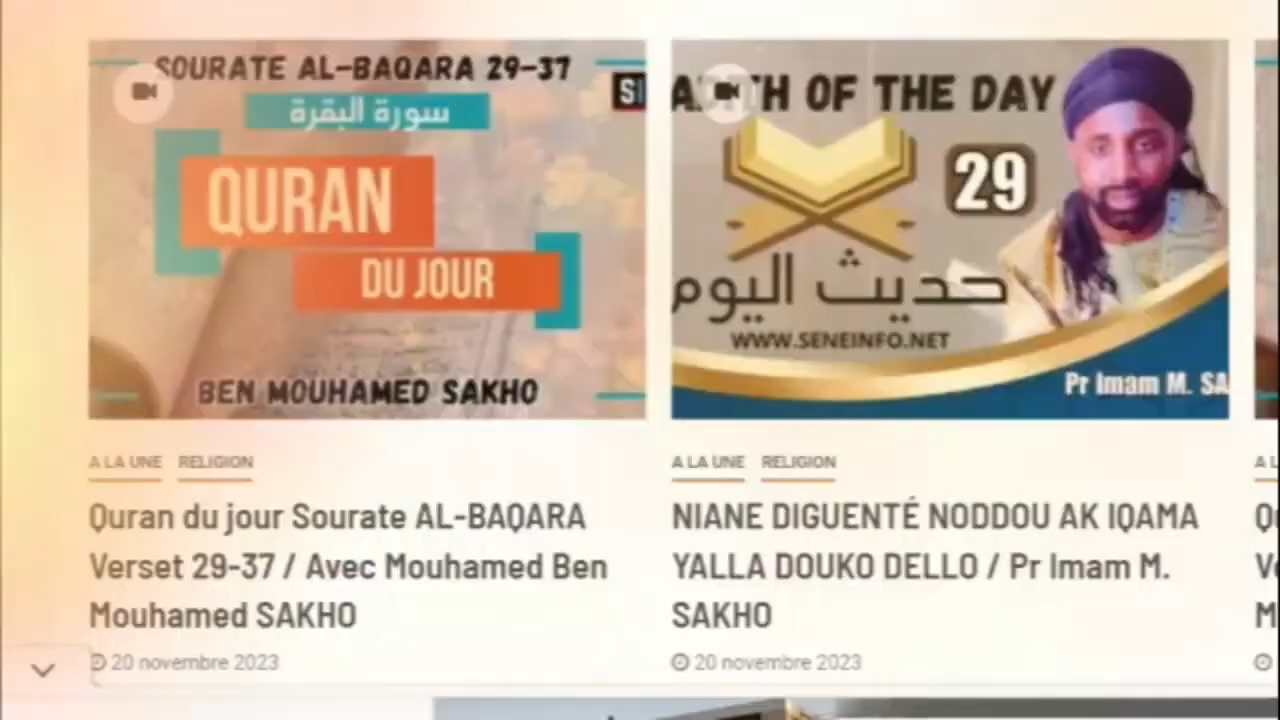 SOURATE AL-BAQARA 29-37
سورة البقرة
QURAN
DU JOUR
BEN MOUHAMED SAKHO
TH OF THE DAY
29
حديث اليوم
WWW.SENEINFO.NET
Pr Imam M. SA
A LA UNE RELIGION
Quran du jour Sourate AL-BAQARA
Verset 29-37 / Avec Mouhamed Ben
Mouhamed SAKHO
20 novembre 2023
A LA UNE RELIGION
NIANE DIGUENTÉ NODDOU AK IQAMA
YALLA DOUKO DELLO / Pr Imam M.
SAKHO
20 novembre 2023